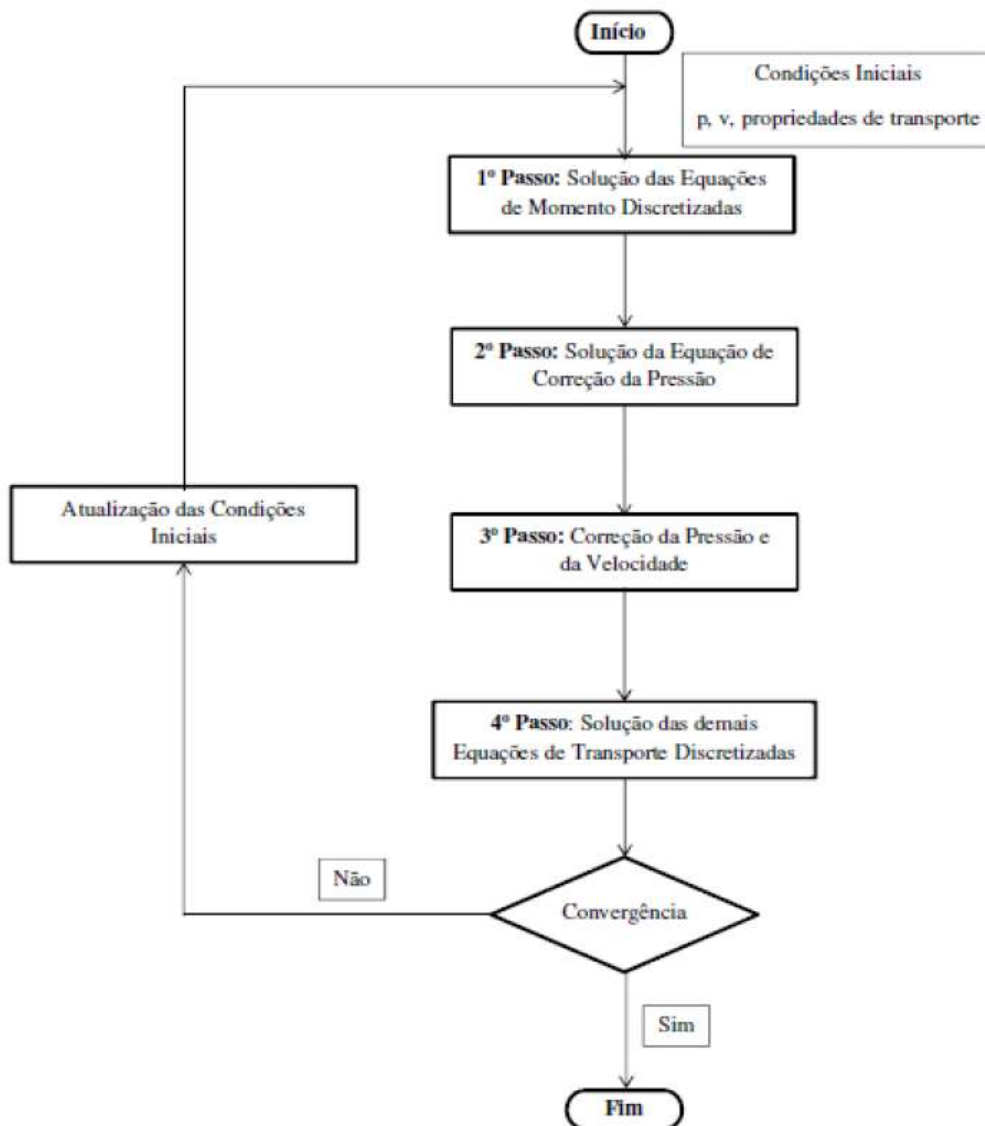 Início
Condições Iniciais
p, v, propriedades de transporte
1º Passo: Solução das Equações
de Momento Discretizadas
2º Passo: Solução da Equação de
Correção da Pressão
Atualização das Condições
Iniciais
3º Passo: Correção da Pressão e
da Velocidade
4º Passo: Solução das demais
Equações de Transporte Discretizadas
Não
Convergência
Sim
Fim